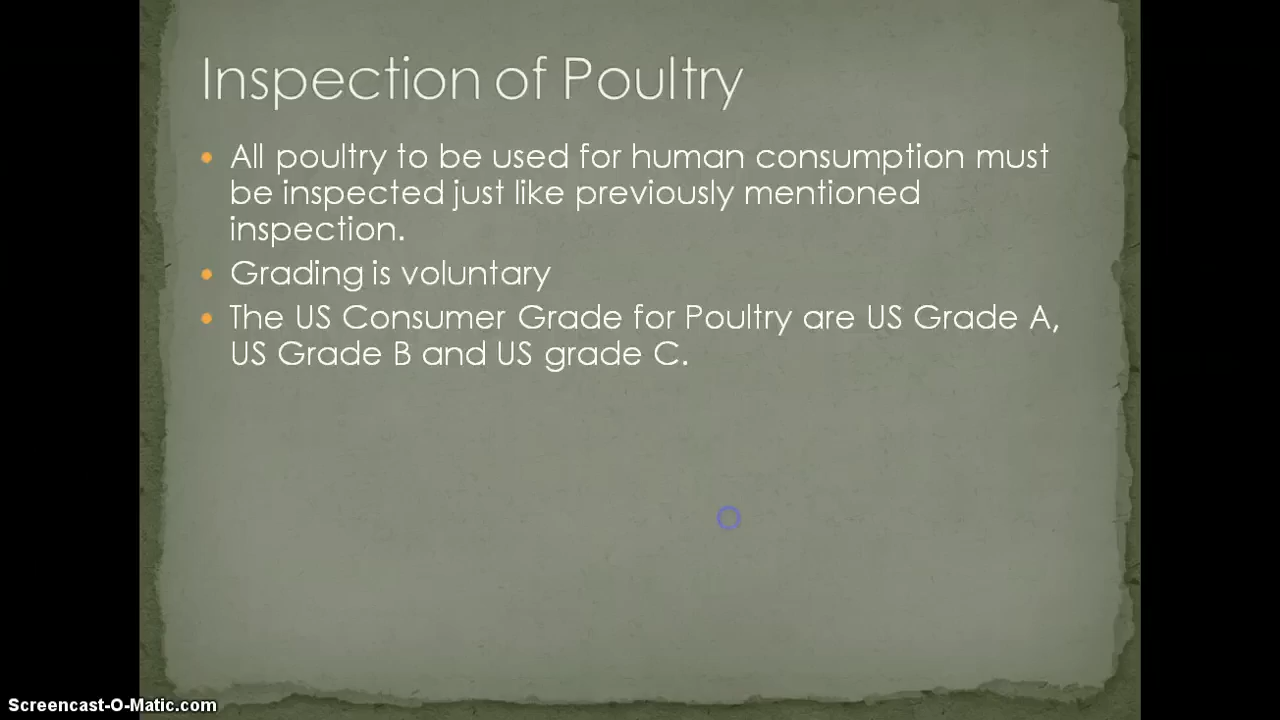 Inspection of Poultry
• All poultry to be used for human consumption must
be inspected just like previously mentioned
inspection.
• Grading is voluntary
• The US Consumer Grade for Poultry are US Grade A,
US Grade B and US grade C.
Screencast-O-Matic.com